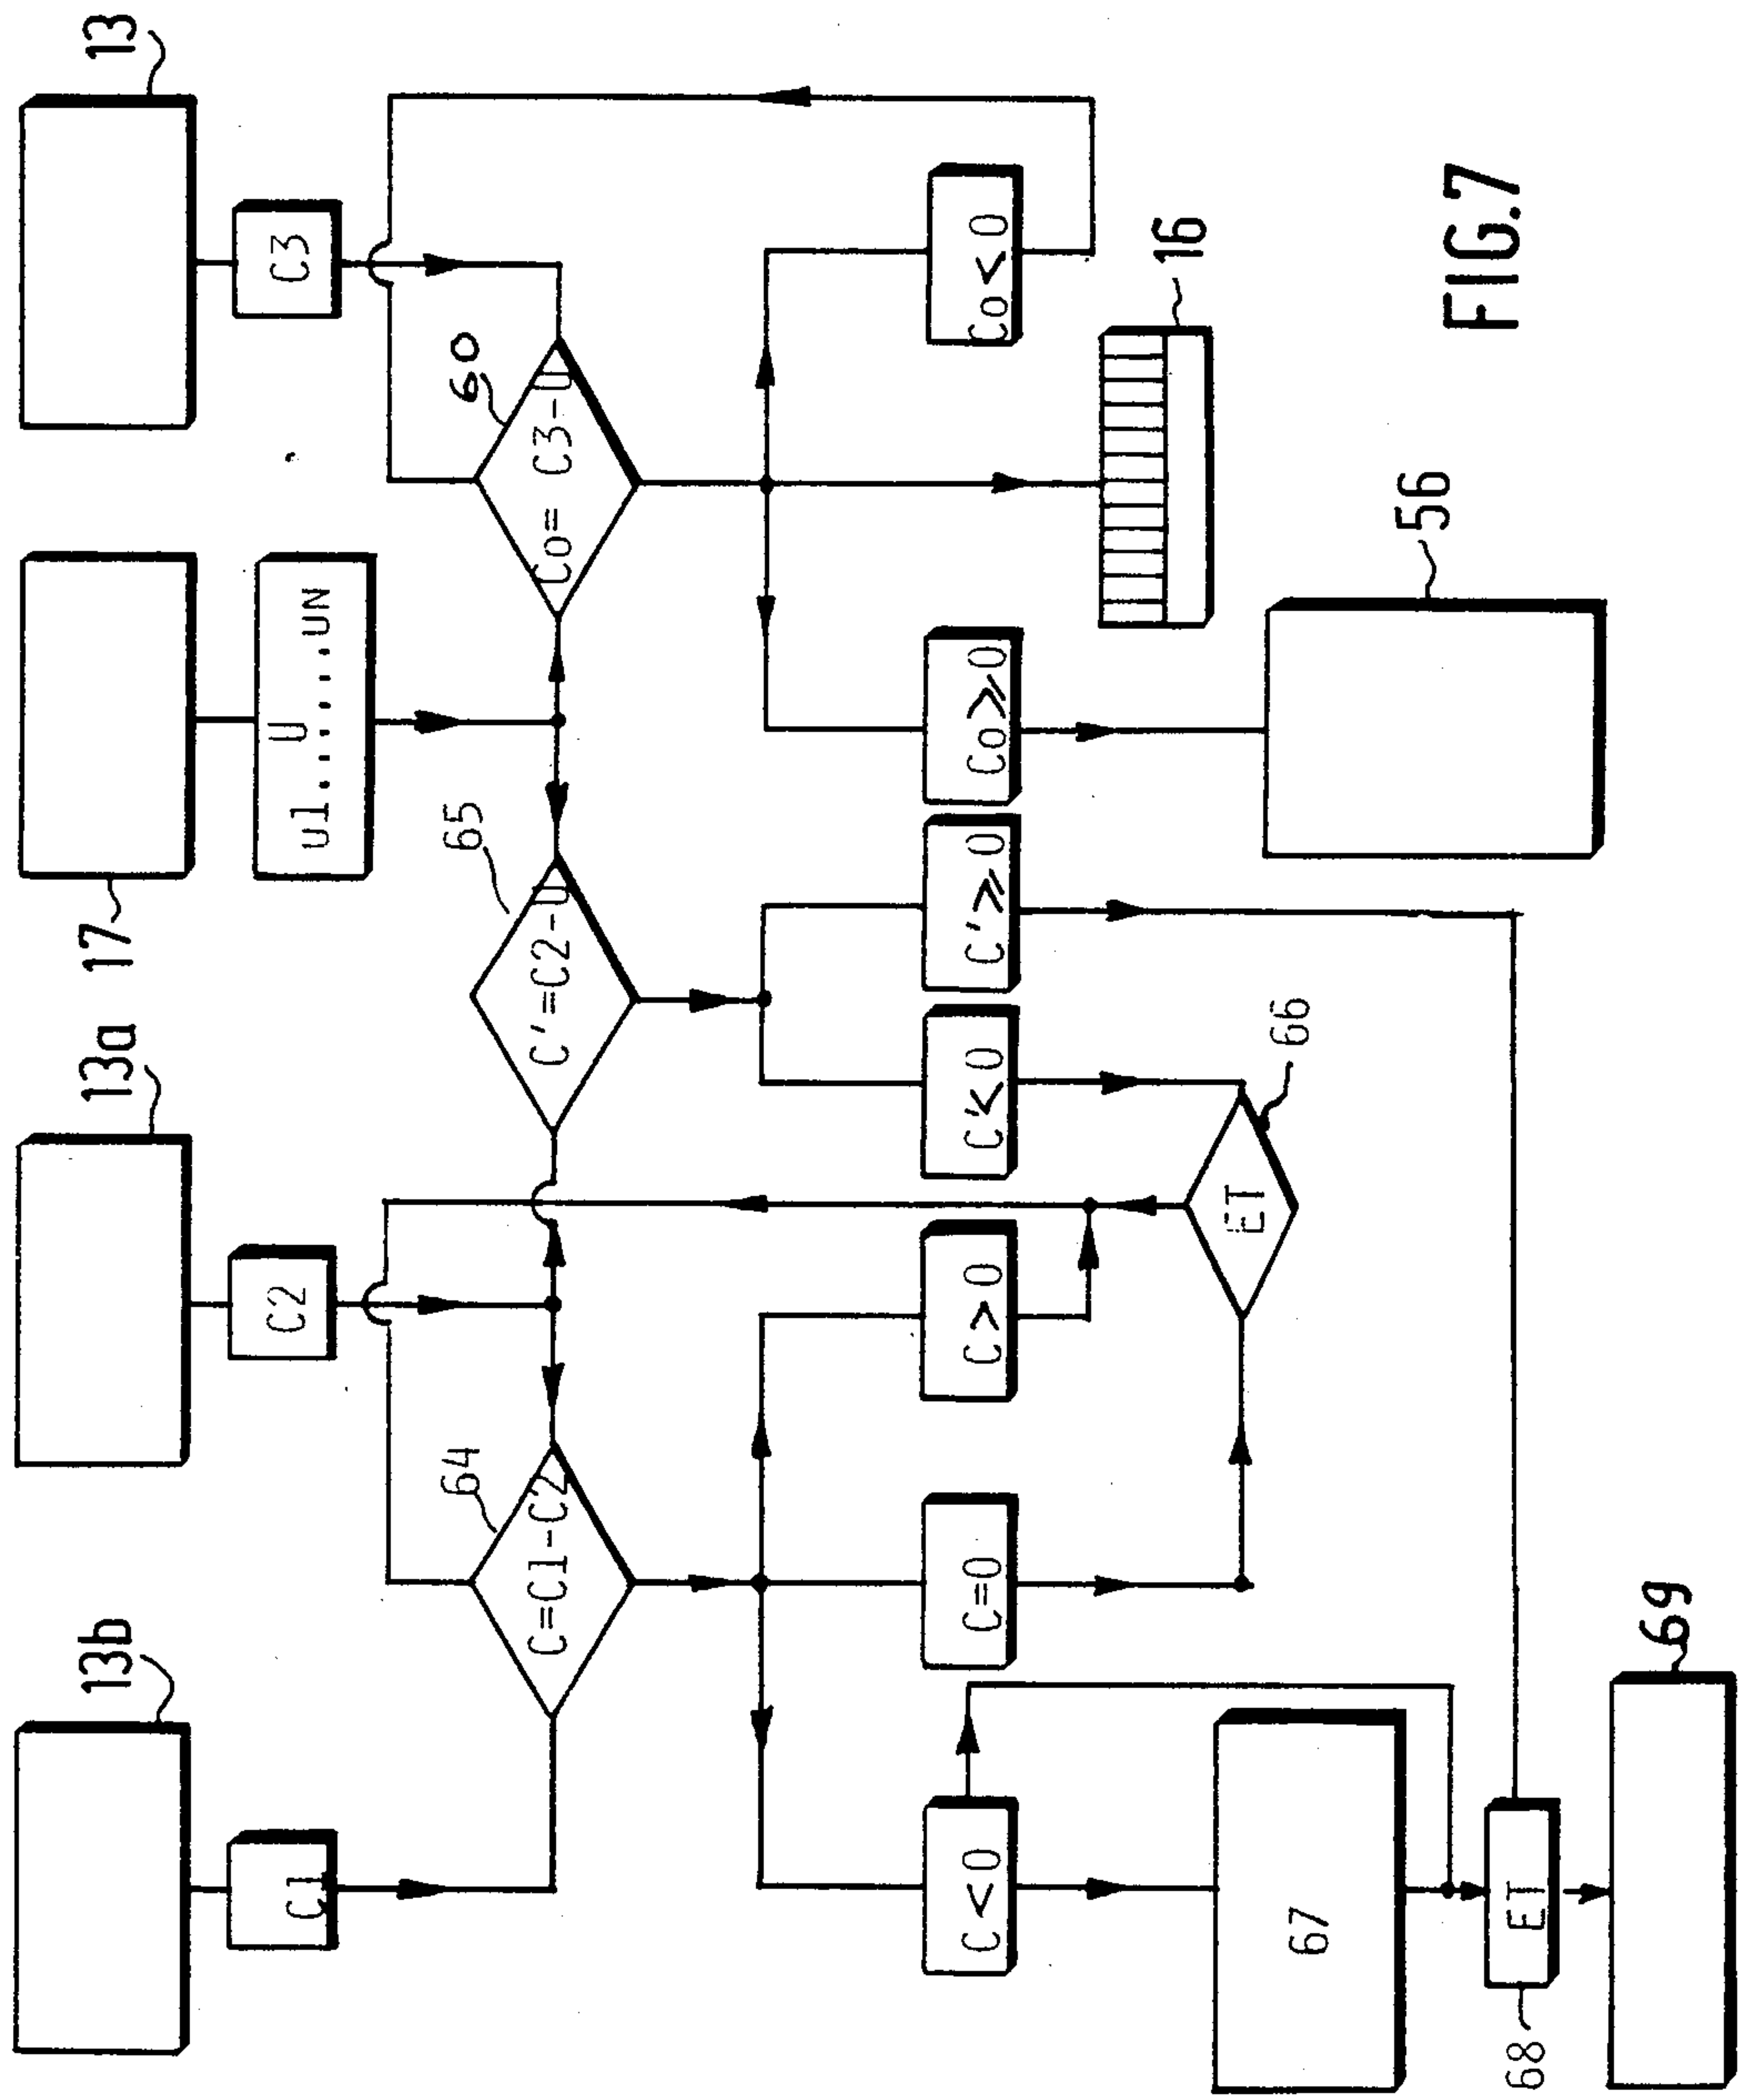 13b
13a
17
13
C1
C2
U
u1......uN
C3
64
65
60
C=C1-C2
C'=C2-U
Co= C3-U
C<0
C=0
C>0
C'<0
C'≥0
Co≥0
Co<0
67
ET
66
16
68
ET
56
69
FIG.7